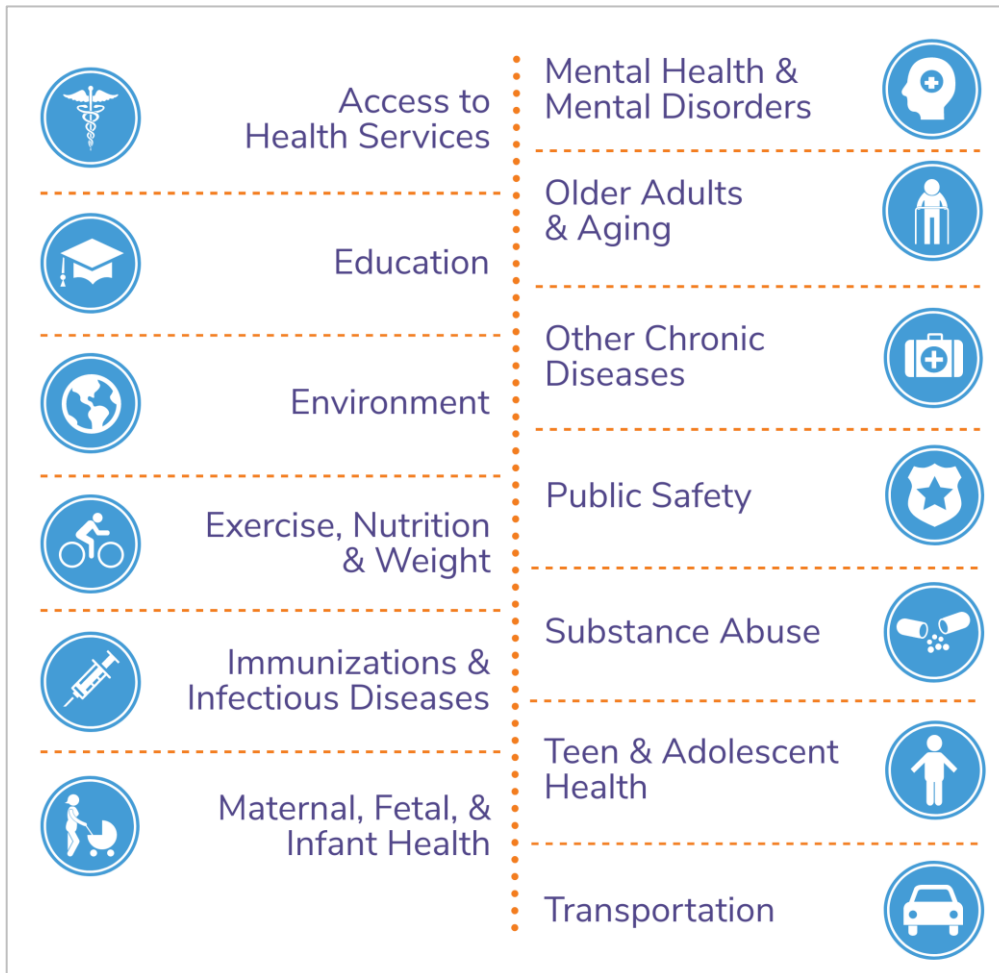 Access to
Health Services
Education
Environment
Exercise, Nutrition
& Weight
Immunizations &
Infectious Diseases
Maternal, Fetal, &
Infant Health
Mental Health &
Mental Disorders
Older Adults
& Aging
Other Chronic
Diseases
Public Safety
Substance Abuse
Teen & Adolescent
Health
Transportation